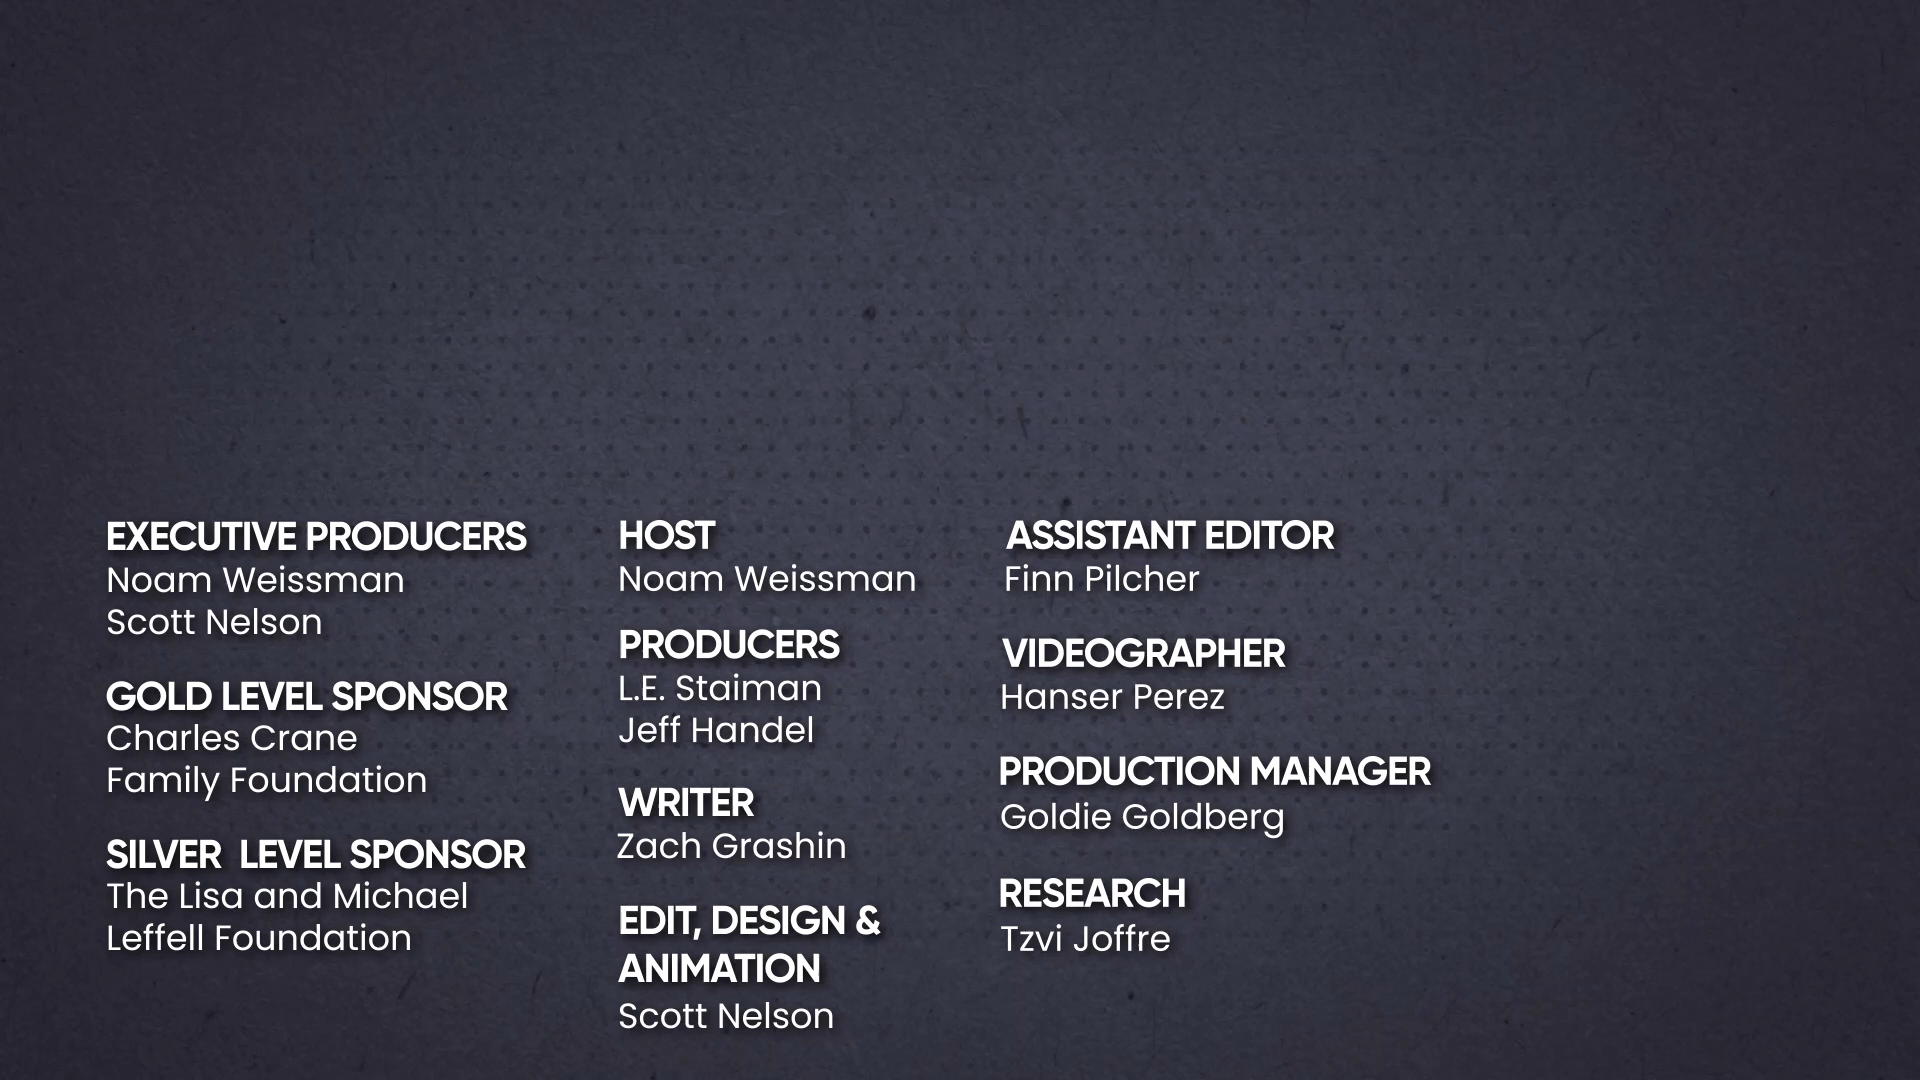 EXECUTIVE PRODUCERS
Noam Weissman
Scott Nelson
GOLD LEVEL SPONSOR
Charles Crane
Family Foundation
SILVER LEVEL SPONSOR
The Lisa and Michael
Leffell Foundation
HOST
Noam Weissman
PRODUCERS
L.E. Staiman
Jeff Handel
WRITER
Zach Grashin
EDIT, DESIGN &
ANIMATION
Scott Nelson
ASSISTANT EDITOR
Finn Pilcher
VIDEOGRAPHER
Hanser Perez
PRODUCTION MANAGER
Goldie Goldberg
RESEARCH
Tzvi Joffre